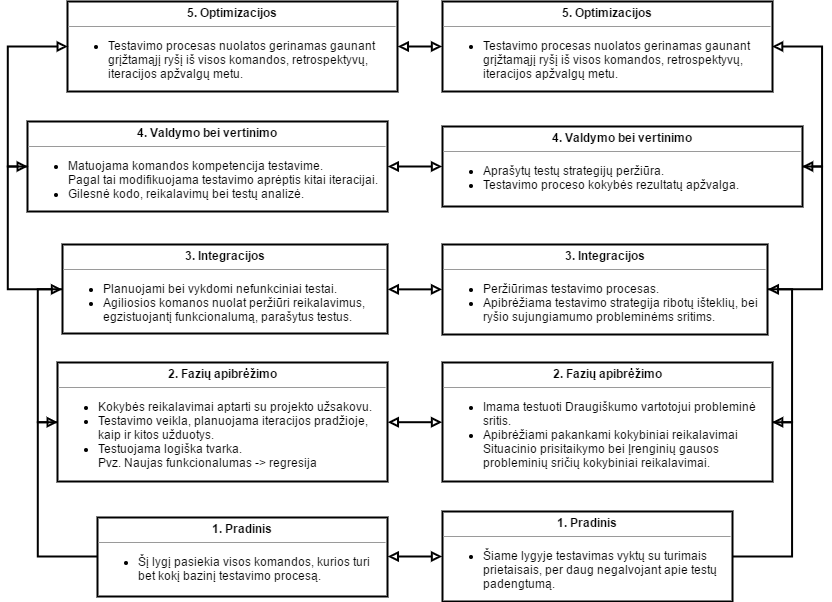 5. Optimizacijos
Testavimo procesas nuolatos gerinamas gaunant
grįžtamąjį ryšį iš visos komandos, retrospektyvų,
iteracijos apžvalgų metu.
5. Optimizacijos
Testavimo procesas nuolatos gerinamas gaunant
grįžtamąjį ryšį iš visos komandos, retrospektyvų,
iteracijos apžvalgų metu.
4. Valdymo bei vertinimo
Matuojama komandos kompetencija testavime.
Pagal tai modifikuojama testavimo aprėptis kitai iteracijai.
Gilesnė kodo, reikalavimų bei testų analizė.
4. Valdymo bei vertinimo
Aprašytų testų strategijų peržiūra.
Testavimo proceso kokybės rezultatų apžvalga.
3. Integracijos
Planuojami bei vykdomi nefunkciniai testai.
Agiliosios komanos nuolat peržiūri reikalavimus,
egzistuojantį funkcionalumą, parašytus testus.
3. Integracijos
Peržiūrimas testavimo procesas.
Apibrėžiama testavimo strategija ribotų išteklių, bei
ryšio sujungiamumo probleminėms sritims.
2. Fazių apibrėžimo
Kokybės reikalavimai aptarti su projekto užsakovu.
Testavimo veikla, planuojama iteracijos pradžioje,
kaip ir kitos užduotys.
Testuojama logiška tvarka.
Pvz. Naujas funkcionalumas -> regresija
2. Fazių apibrėžimo
Imama testuoti Draugiškumo vartotojui probleminė
sritis.
Apibrėžiami pakankami kokybiniai reikalavimai
Situacinio prisitaikymo bei Įrenginių gausos
probleminių sričių kokybiniai reikalavimai.
1. Pradinis
Šį lygį pasiekia visos komandos, kurios turi
bet kokį bazinį testavimo procesą.
1. Pradinis
Šiame lygyje testavimas vyktų su turimais
prietaisais, per daug negalvojant apie testų
padengtumą.